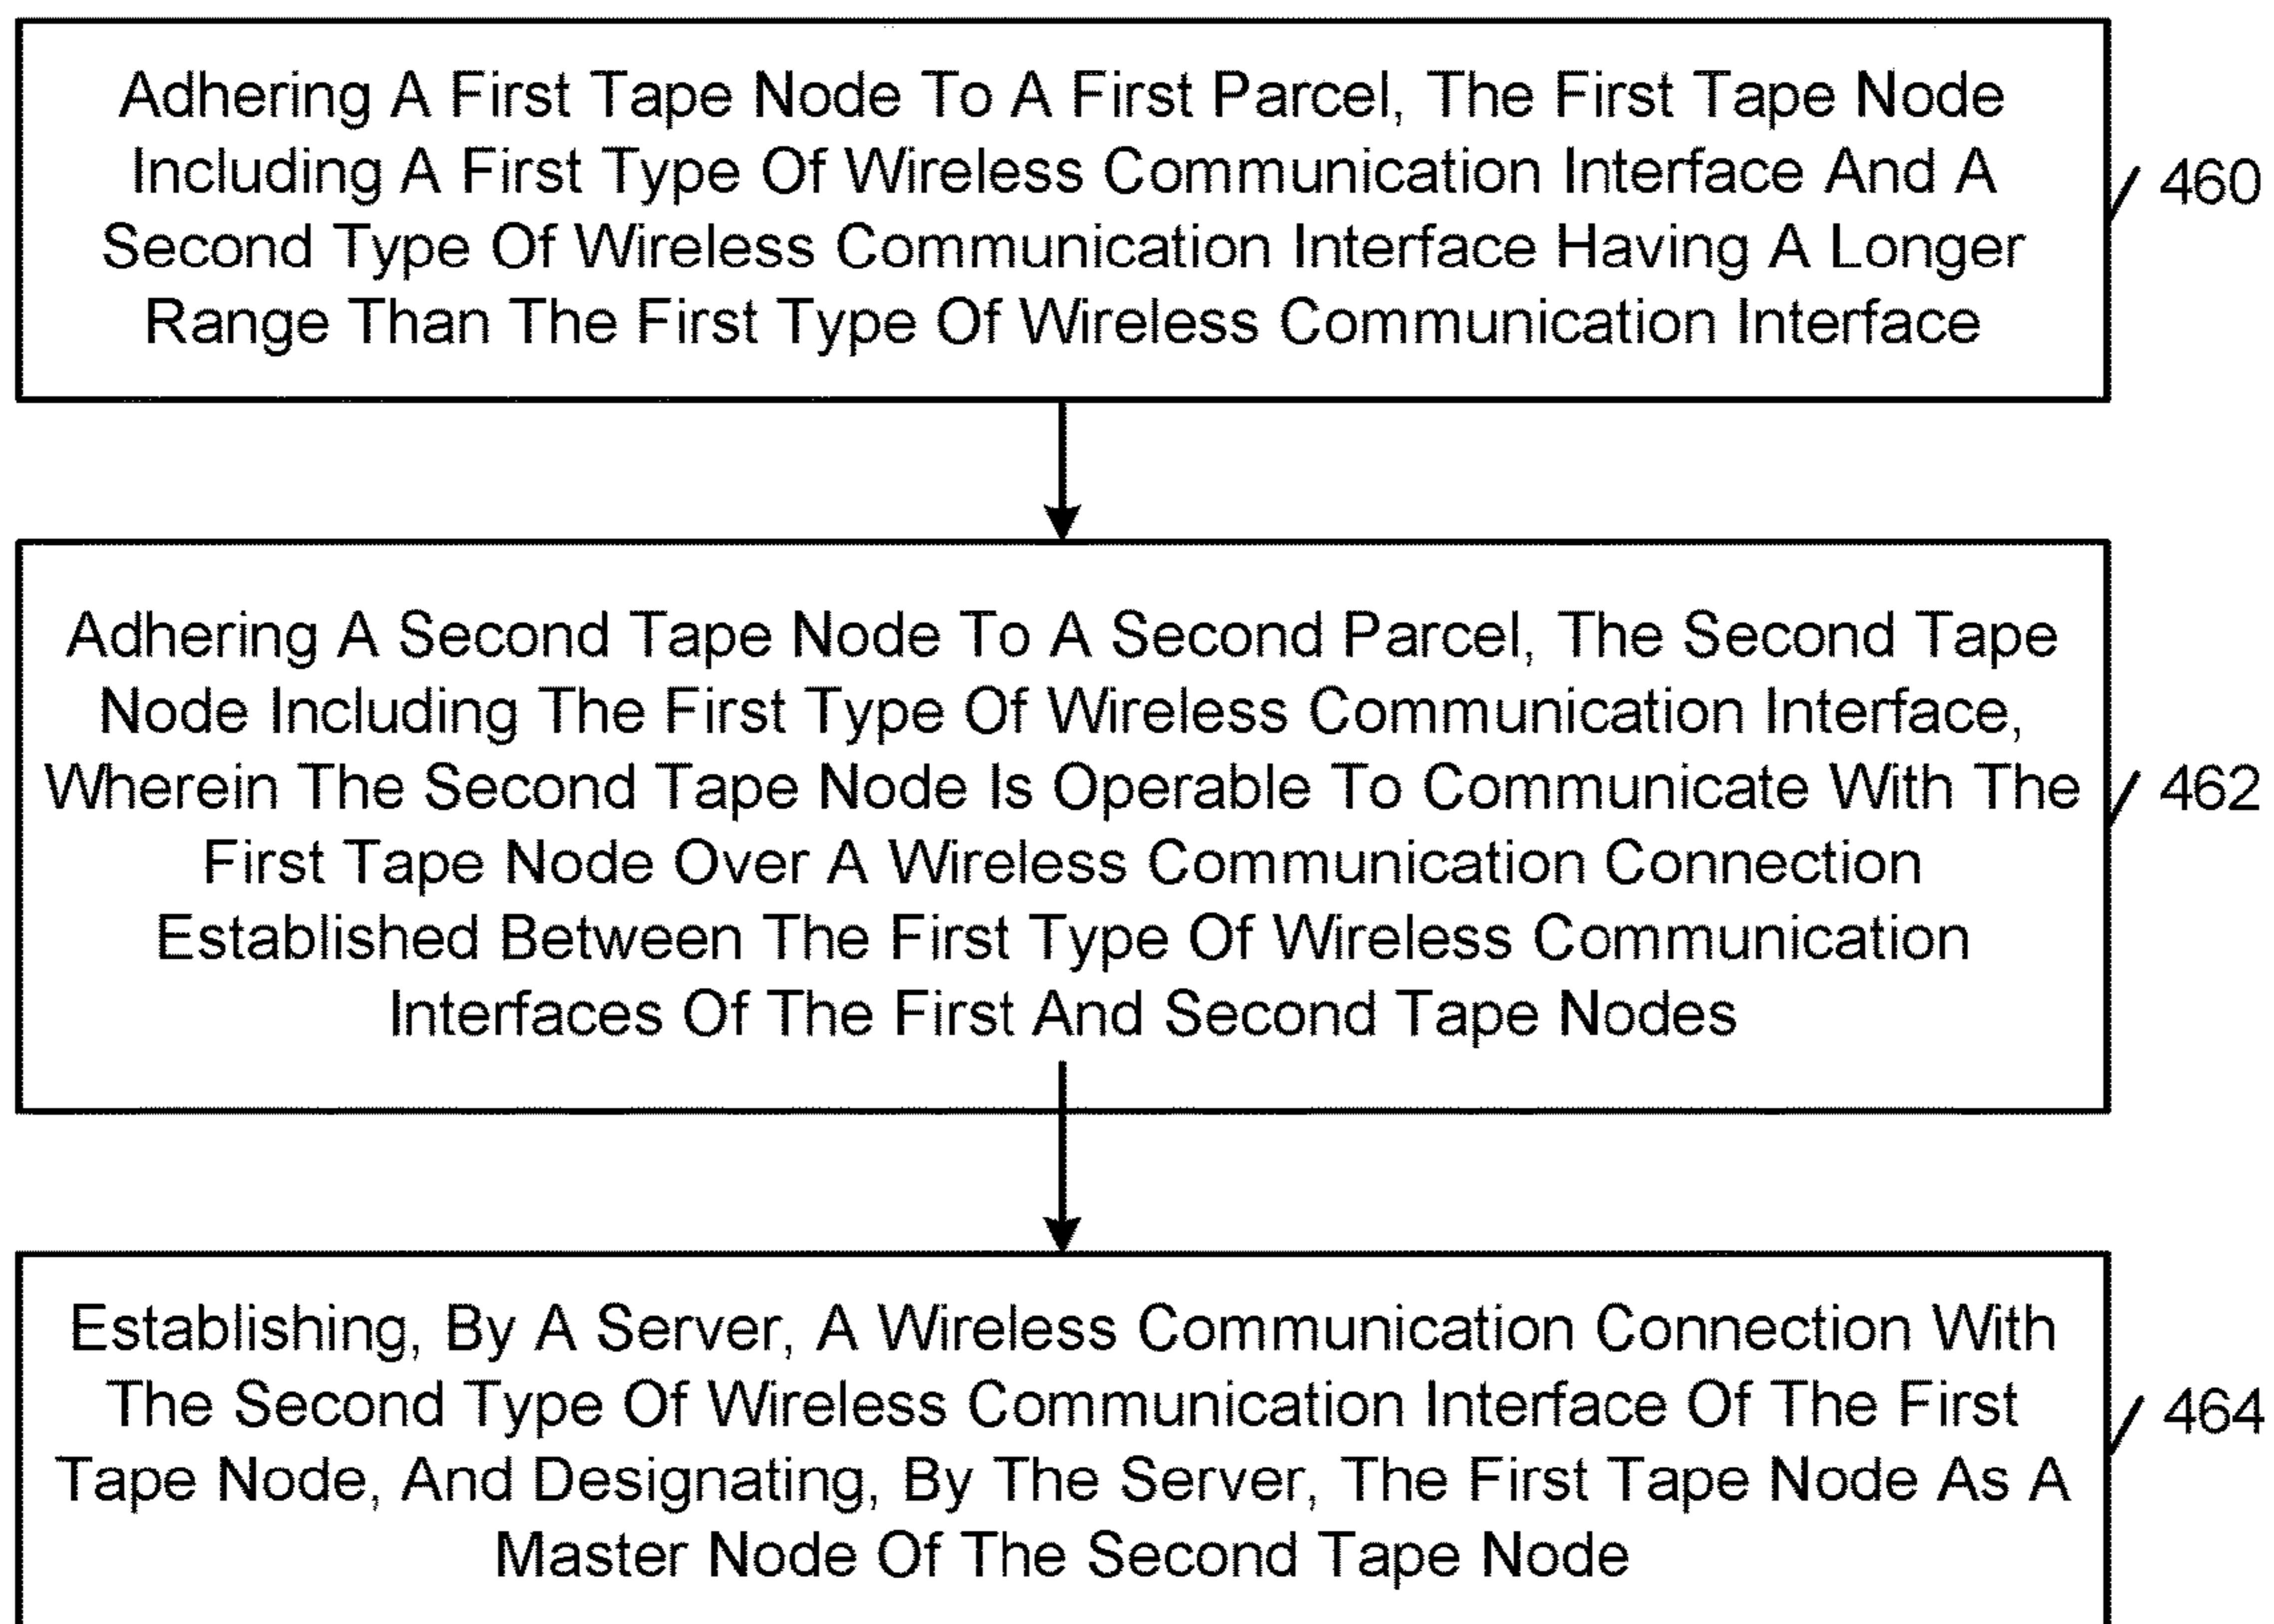 Adhering A First Tape Node To A First Parcel, The First Tape Node
Including A First Type Of Wireless Communication Interface And A
Second Type Of Wireless Communication Interface Having A Longer
Range Than The First Type Of Wireless Communication Interface
460
Adhering A Second Tape Node To A Second Parcel, The Second Tape
Node Including The First Type Of Wireless Communication Interface,
Wherein The Second Tape Node Is Operable To Communicate With The
First Tape Node Over A Wireless Communication Connection
Established Between The First Type Of Wireless Communication
Interfaces Of The First And Second Tape Nodes
462
Establishing, By A Server, A Wireless Communication Connection With
The Second Type Of Wireless Communication Interface Of The First
Tape Node, And Designating, By The Server, The First Tape Node As A
Master Node Of The Second Tape Node
464